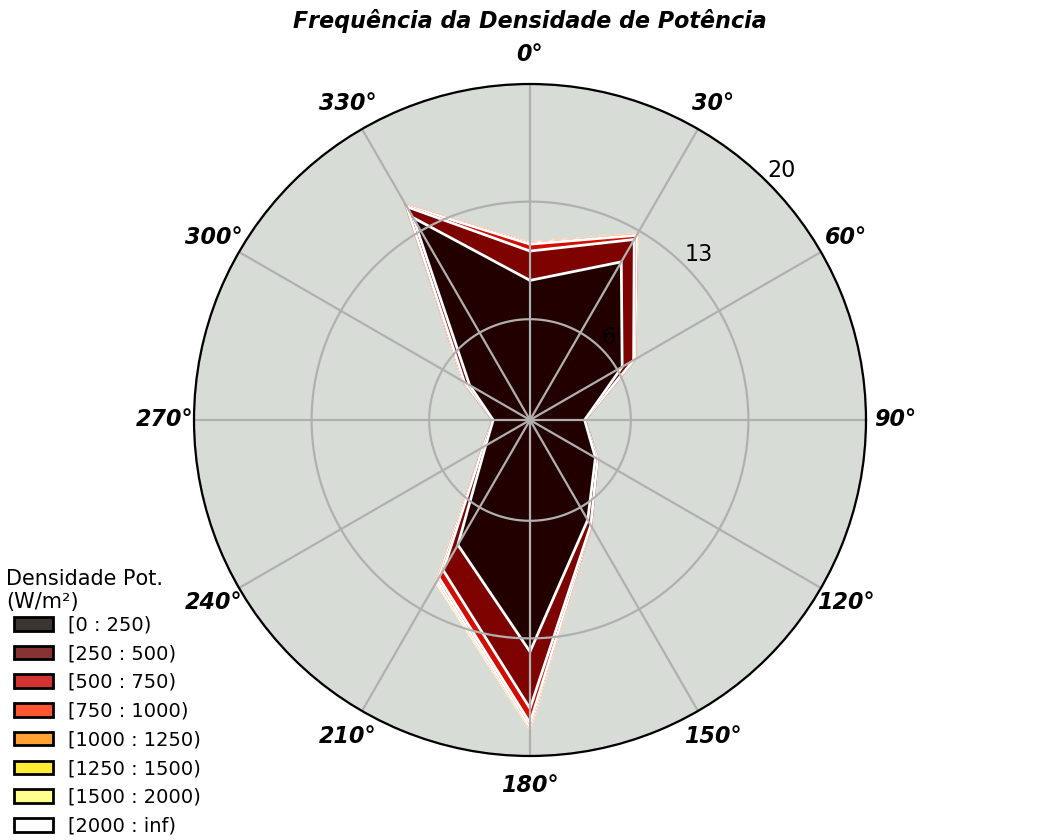 Frequência da Densidade de Potência
0°
330°
30°
20
300°
60°
13
6
270°
90°
240°
120°
210°
150°
180°
Densidade Pot.
(W/m²)
[0 : 250)
[250 : 500)
[500 : 750)
[750 : 1000)
[1000 : 1250)
[1250 : 1500)
[1500 : 2000)
[2000 : inf)